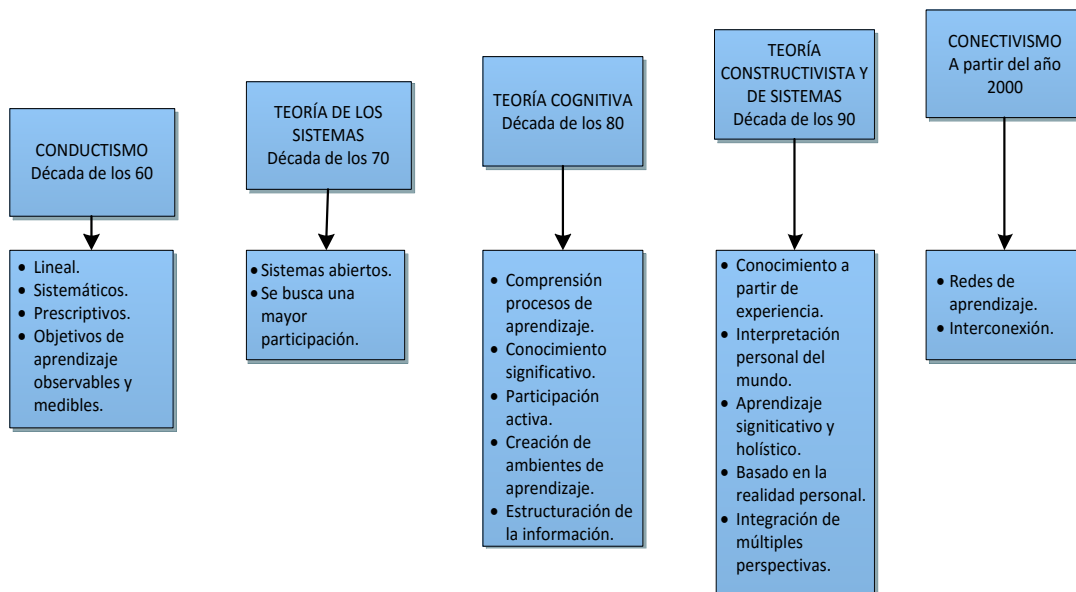 CONDUCTISMO
Década de los 60
• Lineal.
• Sistemáticos.
• Prescriptivos.
• Objetivos de
aprendizaje
observables y
medibles.
TEORÍA DE LOS
SISTEMAS
Década de los 70
• Sistemas abiertos.
• Se busca una
mayor
participación.
TEORÍA COGNITIVA
Década de los 80
• Comprensión
procesos de
aprendizaje.
• Conocimiento
significativo.
• Participación
activa.
• Creación de
ambientes de
aprendizaje.
• Estructuración de
la información.
TEORÍA
CONSTRUCTIVISTA Y
DE SISTEMAS
Década de los 90
• Conocimiento a
partir de
experiencia.
• Interpretación
personal del
mundo.
• Aprendizaje
signiticativo y
holístico.
• Basado en la
realidad personal.
• Integración de
múltiples
perspectivas.
CONECTIVISMO
A partir del año
2000
• Redes de
aprendizaje.
• Interconexión.